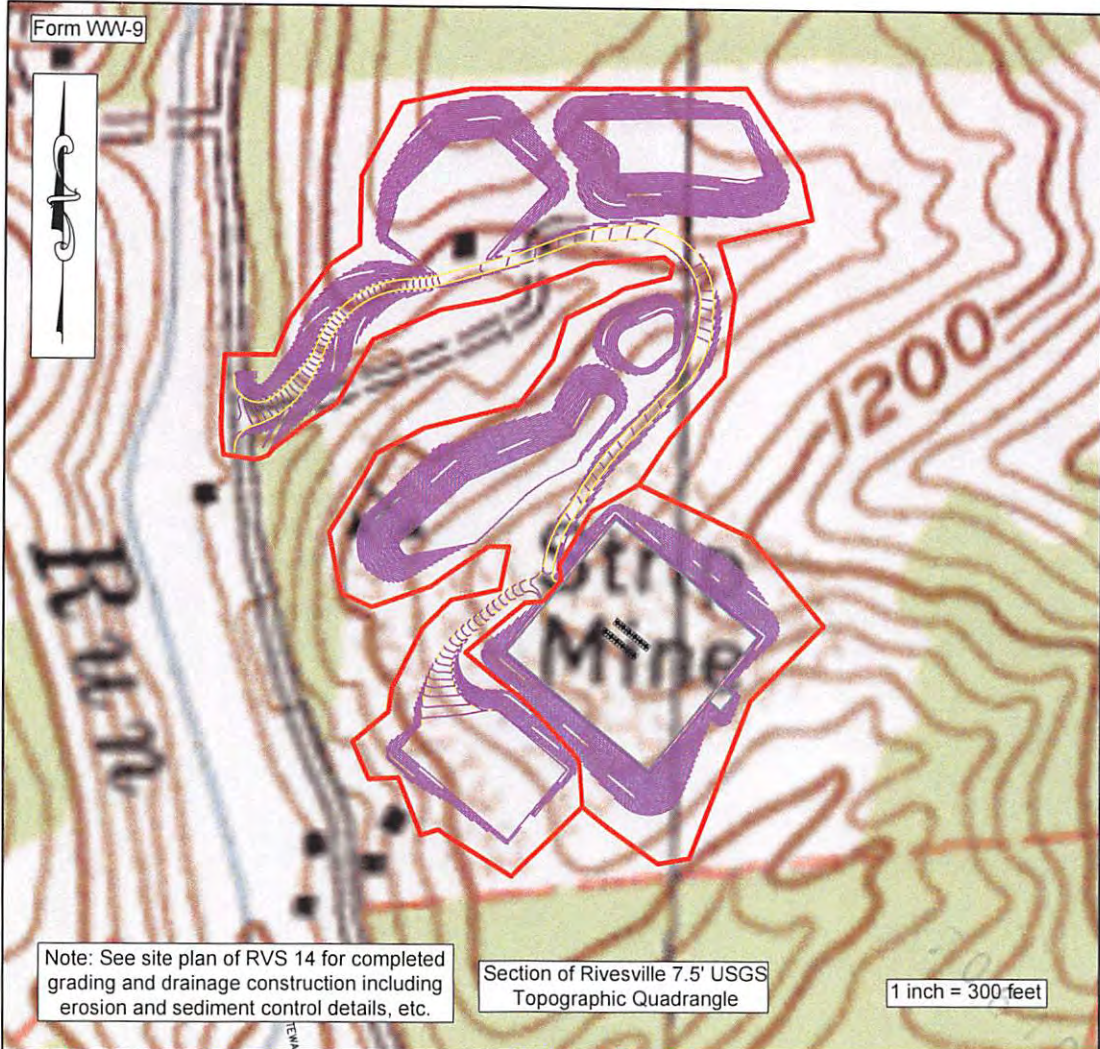 Form WW-9
1200
Strip
Mine
Run
Note: See site plan of RVS 14 for completed
grading and drainage construction including
erosion and sediment control details, etc.
Section of Rivesville 7.5' USGS
Topographic Quadrangle
1 inch = 300 feet